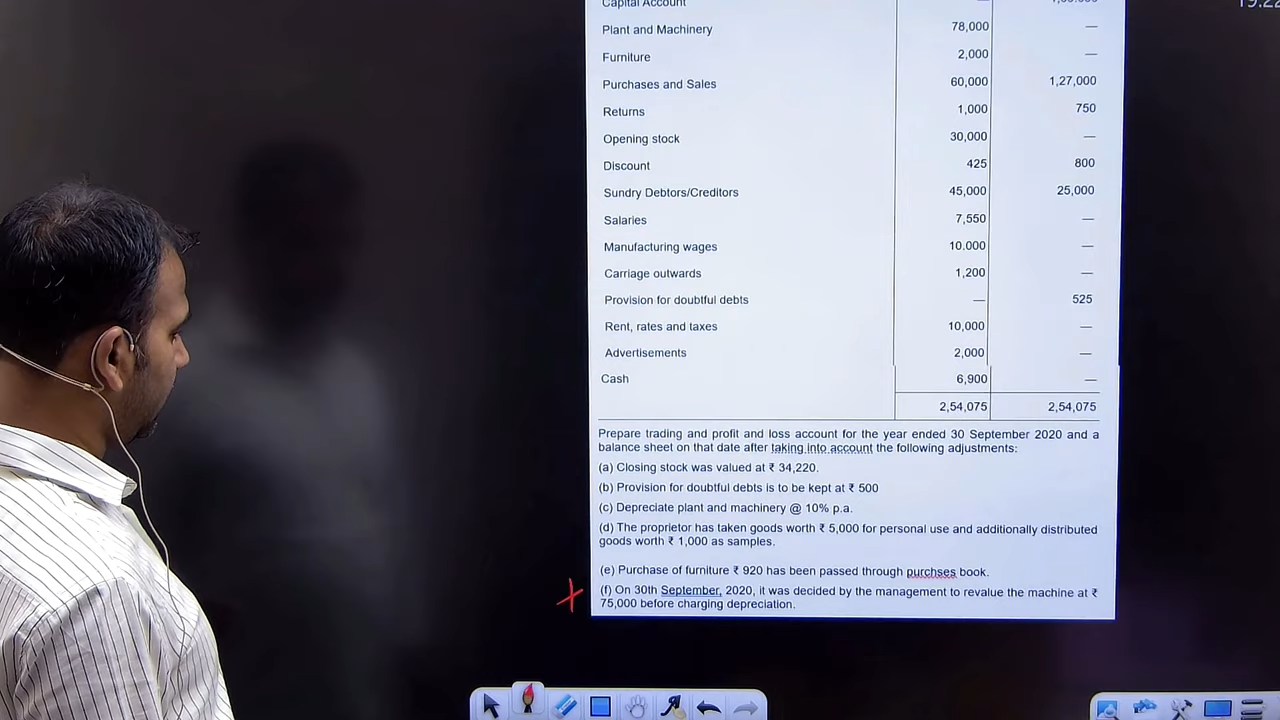 19:22
Capital Account —
Plant and Machinery 78,000 —
Furniture 2,000 —
Purchases and Sales 60,000 1,27,000
Returns 1,000 750
Opening stock 30,000 —
Discount 425 800
Sundry Debtors/Creditors 45,000 25,000
Salaries 7,550 —
Manufacturing wages 10.000 —
Carriage outwards 1,200 —
Provision for doubtful debts — 525
Rent, rates and taxes 10,000 —
Advertisements 2,000 —
Cash 6,900 —
2,54,075 2,54,075
Prepare trading and profit and loss account for the year ended 30 September 2020 and a
balance sheet on that date after taking into account the following adjustments:
(a) Closing stock was valued at ₹ 34,220.
(b) Provision for doubtful debts is to be kept at ₹ 500
(c) Depreciate plant and machinery @ 10% p.a.
(d) The proprietor has taken goods worth ₹ 5,000 for personal use and additionally distributed
goods worth ₹ 1,000 as samples.
(e) Purchase of furniture ₹ 920 has been passed through purchses book.
(f) On 30th September, 2020, it was decided by the management to revalue the machine at ₹
75,000 before charging depreciation.